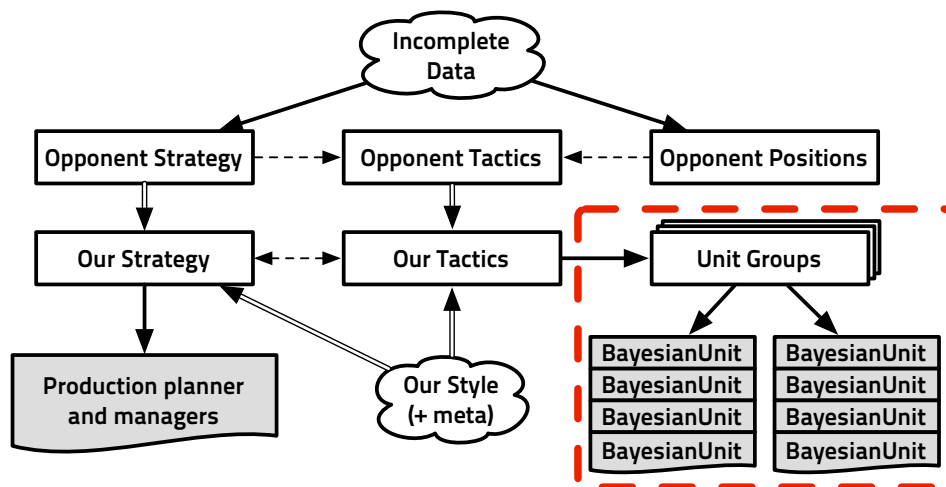 Incomplete
Data
Opponent Strategy
Opponent Tactics
Opponent Positions
Our Strategy
Our Tactics
Unit Groups
Production planner
and managers
Our Style
(+ meta)
BayesianUnit
BayesianUnit
BayesianUnit
BayesianUnit
BayesianUnit
BayesianUnit
BayesianUnit
BayesianUnit